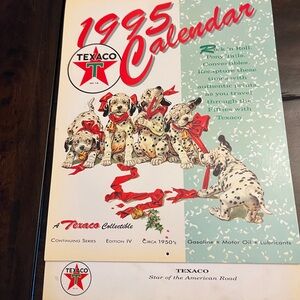 1995
Calendar
TEXACO
T
Rock 'n Roll
Pony Tails
Convertibles
Recapture these
times with
authentic prints
as you travel
through the
Fifties with
Texaco
A Texaco Collectible
Continuing Series Edition IV Circa 1950's
Gasoline • Motor Oil • Lubricants
TEXACO
T
TEXACO
Star of the American Road